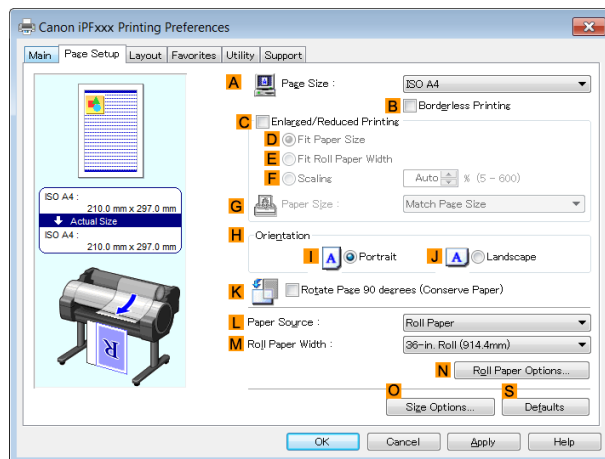 Canon iPFxxx Printing Preferences
Main Page Setup Layout Favorites Utility Support
A Page Size : ISO A4
B Borderless Printing
C Enlarged/Reduced Printing
D Fit Paper Size
E Fit Roll Paper Width
F Scaling Auto % (5 - 600)
ISO A4 :
210.0 mm x 297.0 mm
Actual Size
ISO A4 :
210.0 mm x 297.0 mm
G Paper Size : Match Page Size
H Orientation
I A Portrait J A Landscape
K Rotate Page 90 degrees (Conserve Paper)
L Paper Source : Roll Paper
M Roll Paper Width : 36-in. Roll (914.4mm)
R
N Roll Paper Options...
O S
Size Options... Defaults
OK Cancel Apply Help